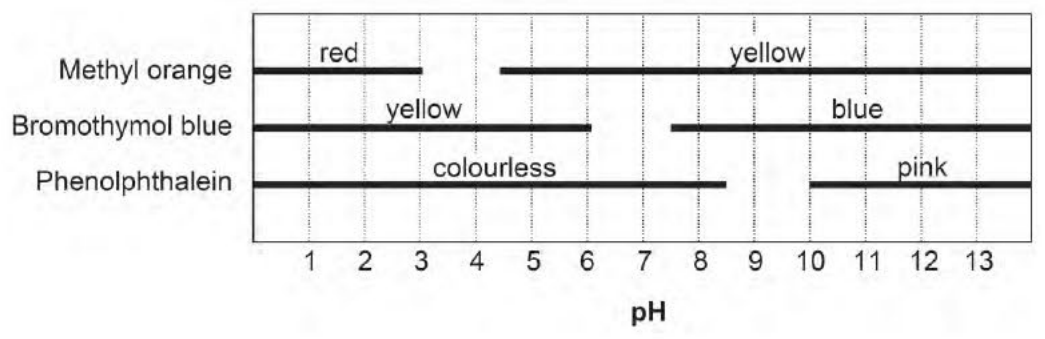 Methyl orange red yellow
Bromothymol blue yellow blue
Phenolphthalein colourless pink
1 2 3 4 5 6 7 8 9 10 11 12 13
pH